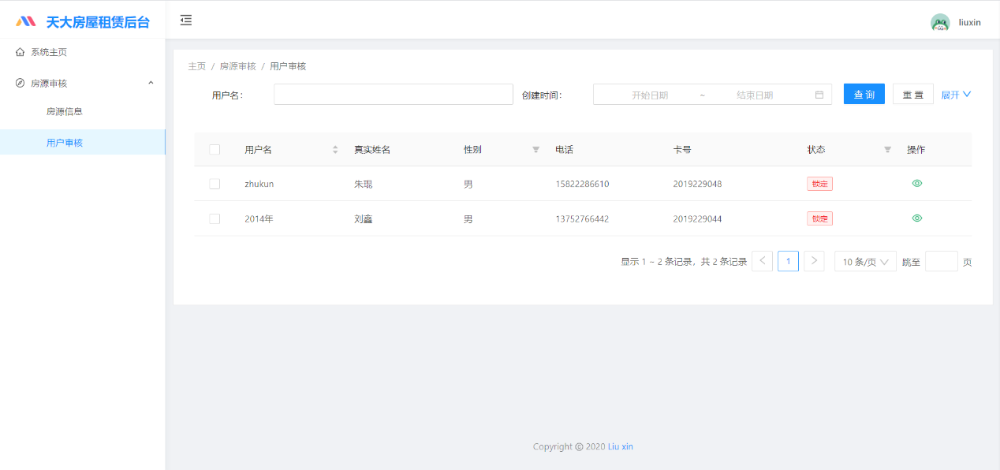 天大房屋租赁后台
liuxin
系统主页
房源审核
房源信息
用户审核
主页 / 房源审核 / 用户审核
用户名： 创建时间： 开始日期 ~ 结束日期 查 询 重 置 展开
用户名 真实姓名 性别 电话 卡号 状态 操作
zhukun 朱琨 男 15822286610 2019229048 锁定
2014年 刘鑫 男 13752766442 2019229044 锁定
显示 1 ~ 2 条记录，共 2 条记录 1 10 条/页 跳至 页
Copyright © 2020 Liu xin